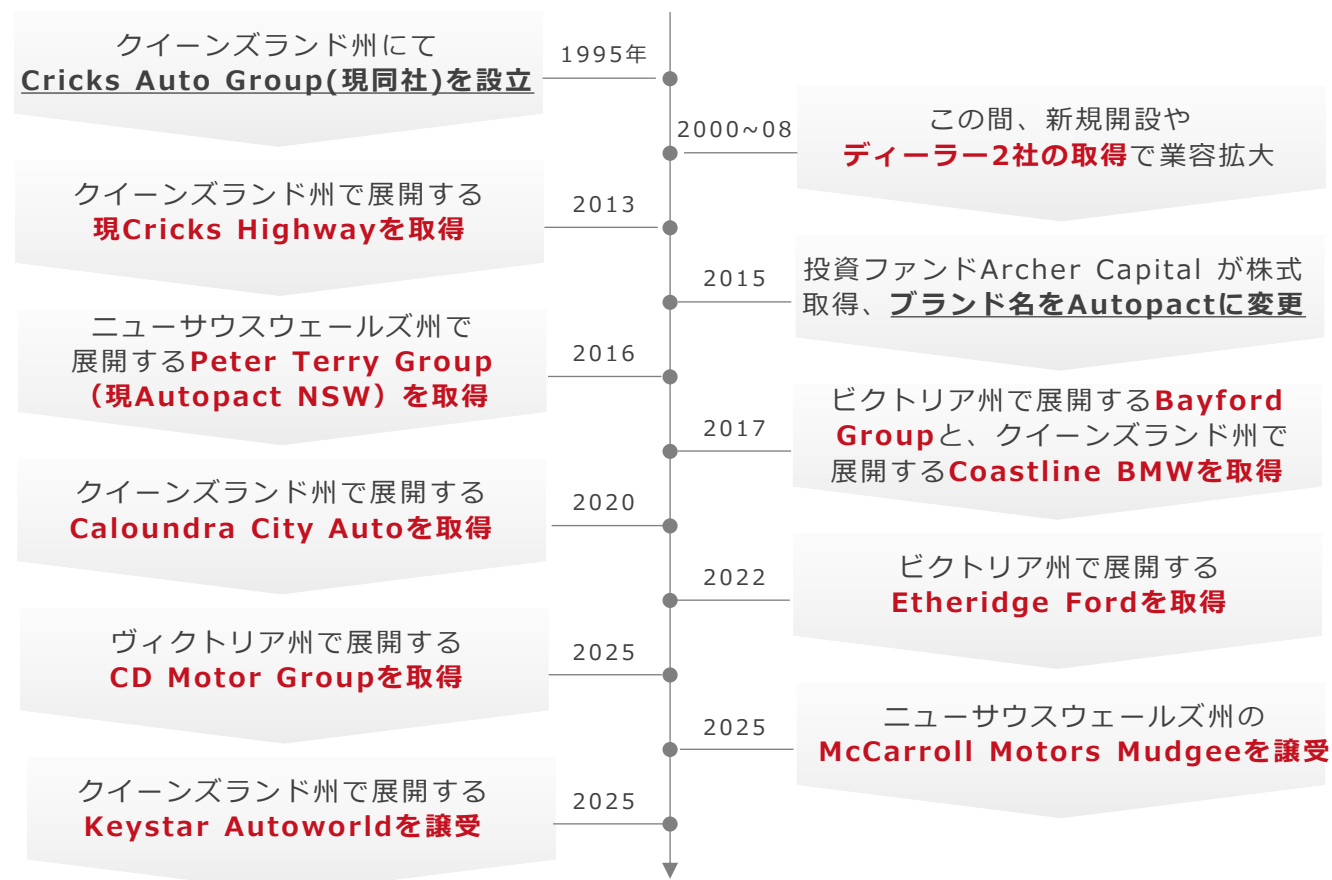 クイーンズランド州にて
Cricks Auto Group(現同社)を設立
1995年
2000~08
この間、新規開設や
ディーラー2社の取得で業容拡大
クイーンズランド州で展開する
現Cricks Highwayを取得
2013
2015
投資ファンドArcher Capital が株式
取得、ブランド名をAutopactに変更
ニューサウスウェールズ州で
展開するPeter Terry Group
（現Autopact NSW）を取得
2016
2017
ビクトリア州で展開するBayford
Groupと、クイーンズランド州で
展開するCoastline BMWを取得
クイーンズランド州で展開する
Caloundra City Autoを取得
2020
2022
ビクトリア州で展開する
Etheridge Fordを取得
ヴィクトリア州で展開する
CD Motor Groupを取得
2025
2025
ニューサウスウェールズ州の
McCarroll Motors Mudgeeを譲受
クイーンズランド州で展開する
Keystar Autoworldを譲受
2025